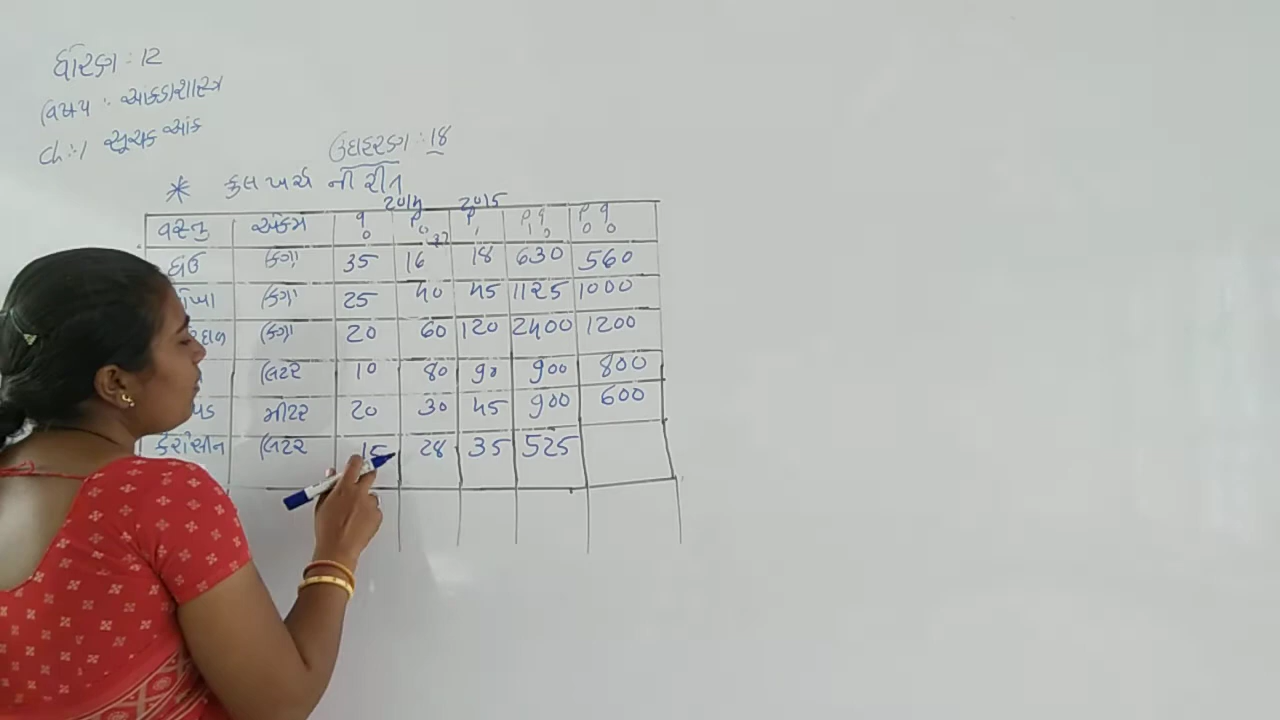 ધોરણ : 12
વિષય : આંકડાશાસ્ત્ર
Ch :- 1 સૂચક આંક
ઉદાહરણ : 18
* કુલ ખર્ચ ની રીત
2014 2015
વસ્તુ એકમ q0 p0 p1 p1q0 p0q0
ઘઉં કિગ્રા 35 16 18 630 560
કિગ્રા 25 40 45 1125 1000
કિગ્રા 20 60 120 2400 1200
લિટર 10 80 90 900 800
મીટર 20 30 45 900 600
કેરોસીન લિટર 15 28 35 525